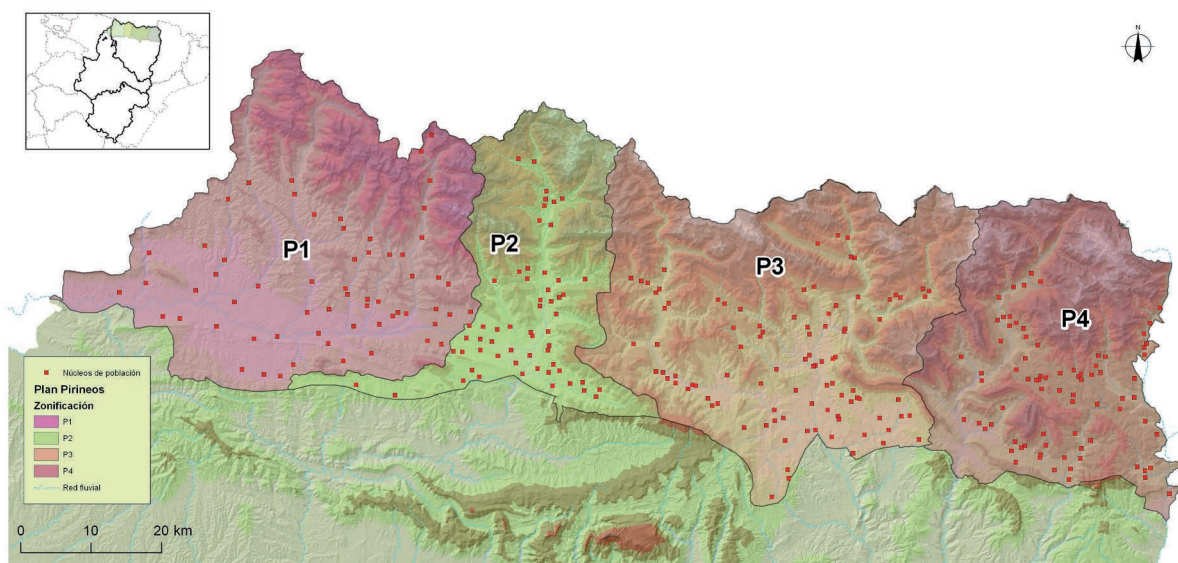 N
P1
P2
P3
P4
Núcleos de población
Plan Pirineos
Zonificación
P1
P2
P3
P4
Red fluvial
0 10 20 km